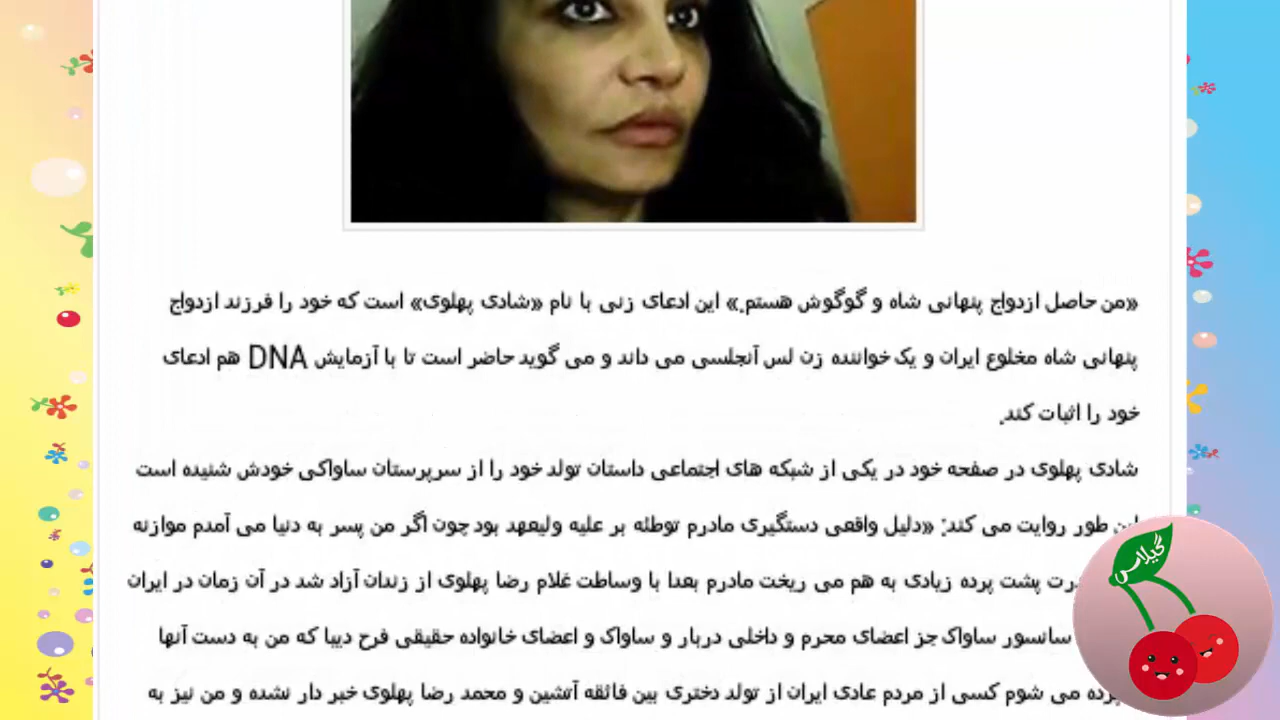 «من حاصل ازدواج پنهانی شاه و گوگوش هستم.» این ادعای زنی با نام «شادی پهلوی» است که خود را فرزند ازدواج
پنهانی شاه مخلوع ایران و یک خواننده زن لس آنجلسی می داند و می گوید حاضر است تا با آزمایش DNA هم ادعای
خود را اثبات کند.
شادی پهلوی در صفحه خود در یکی از شبکه های اجتماعی داستان تولد خود را از سرپرستان ساواکی خودش شنیده است
این طور روایت می کند: «دلیل واقعی دستگیری مادرم توطئه بر علیه ولیعهد بود چون اگر من پسر به دنیا می آمدم موازنه
پشت پرده زیادی به هم می ریخت مادرم بعدا با وساطت غلام رضا پهلوی از زندان آزاد شد در آن زمان در ایران
سانسور ساواک جز اعضای محرم و داخلی دربار و ساواک و اعضای خانواده حقیقی فرح دیبا که من به دست آنها
می شوم کسی از مردم عادی ایران از تولد دختری بین فائقه آتشین و محمد رضا پهلوی خبر دار نشده و من نیز به
گیلاس